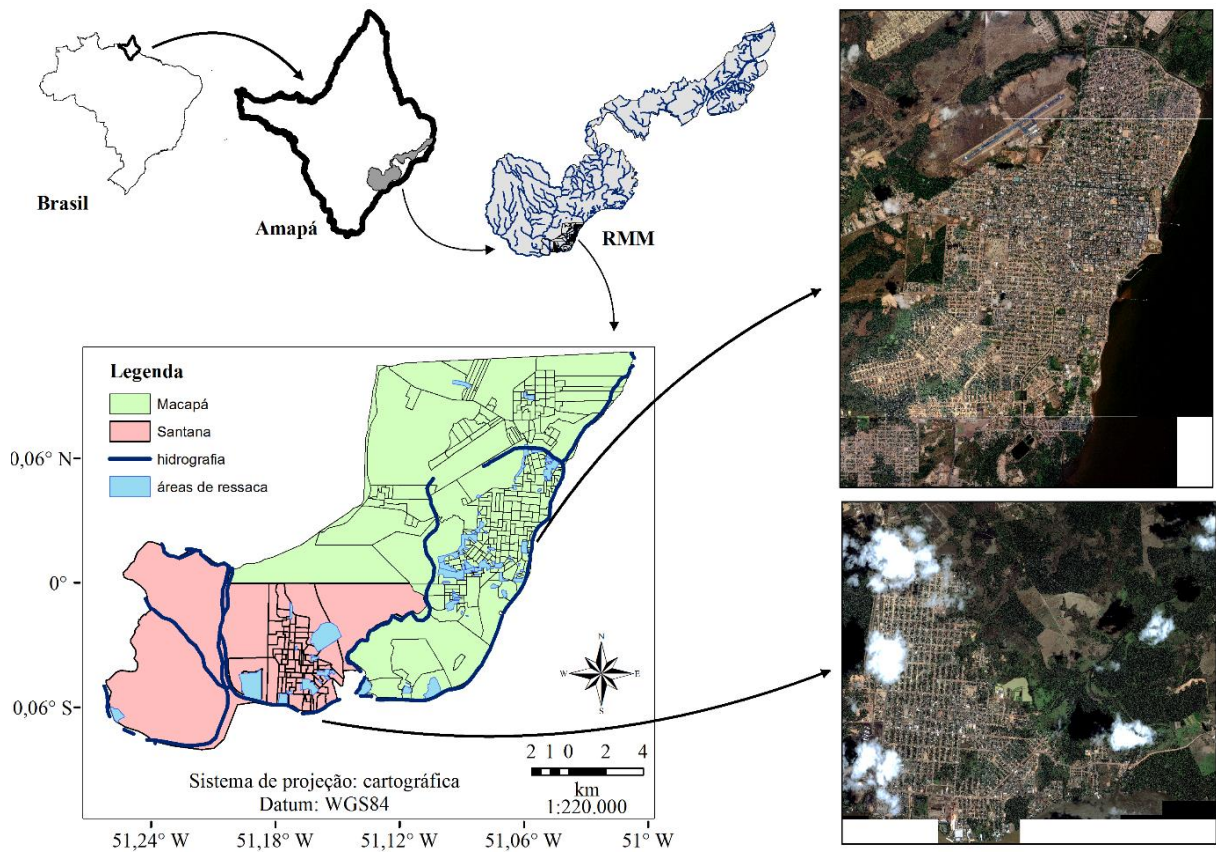 Brasil
Amapá
RMM
Legenda
Macapá
Santana
hidrografia
áreas de ressaca
0,06° N
0°
0,06° S
N
W
E
S
2 1 0 2 4
km
1:220.000
Sistema de projeção: cartográfica
Datum: WGS84
51,24° W
51,18° W
51,12° W
51,06° W
51° W